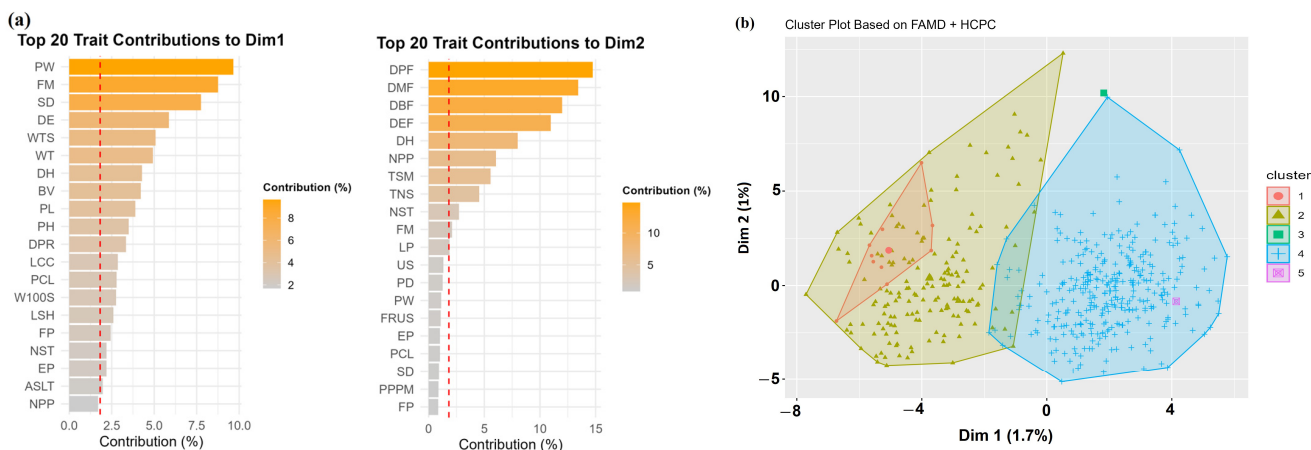 (a)
Top 20 Trait Contributions to Dim1
PW
FM
SD
DE
WTS
WT
DH
BV
PL
PH
DPR
LCC
PCL
W100S
LSH
FP
NST
EP
ASLT
NPP
0.0 2.5 5.0 7.5 10.0
Contribution (%)
Contribution (%)
8
6
4
2
Top 20 Trait Contributions to Dim2
DPF
DMF
DBF
DEF
DH
NPP
TSM
TNS
NST
FM
LP
US
PD
PW
FRUS
EP
PCL
SD
PPPM
FP
0 5 10 15
Contribution (%)
Contribution (%)
10
5
(b)
Cluster Plot Based on FAMD + HCPC
Dim 2 (1%)
10
5
0
−5
−8 −4 0 4
Dim 1 (1.7%)
cluster
1
2
3
4
5